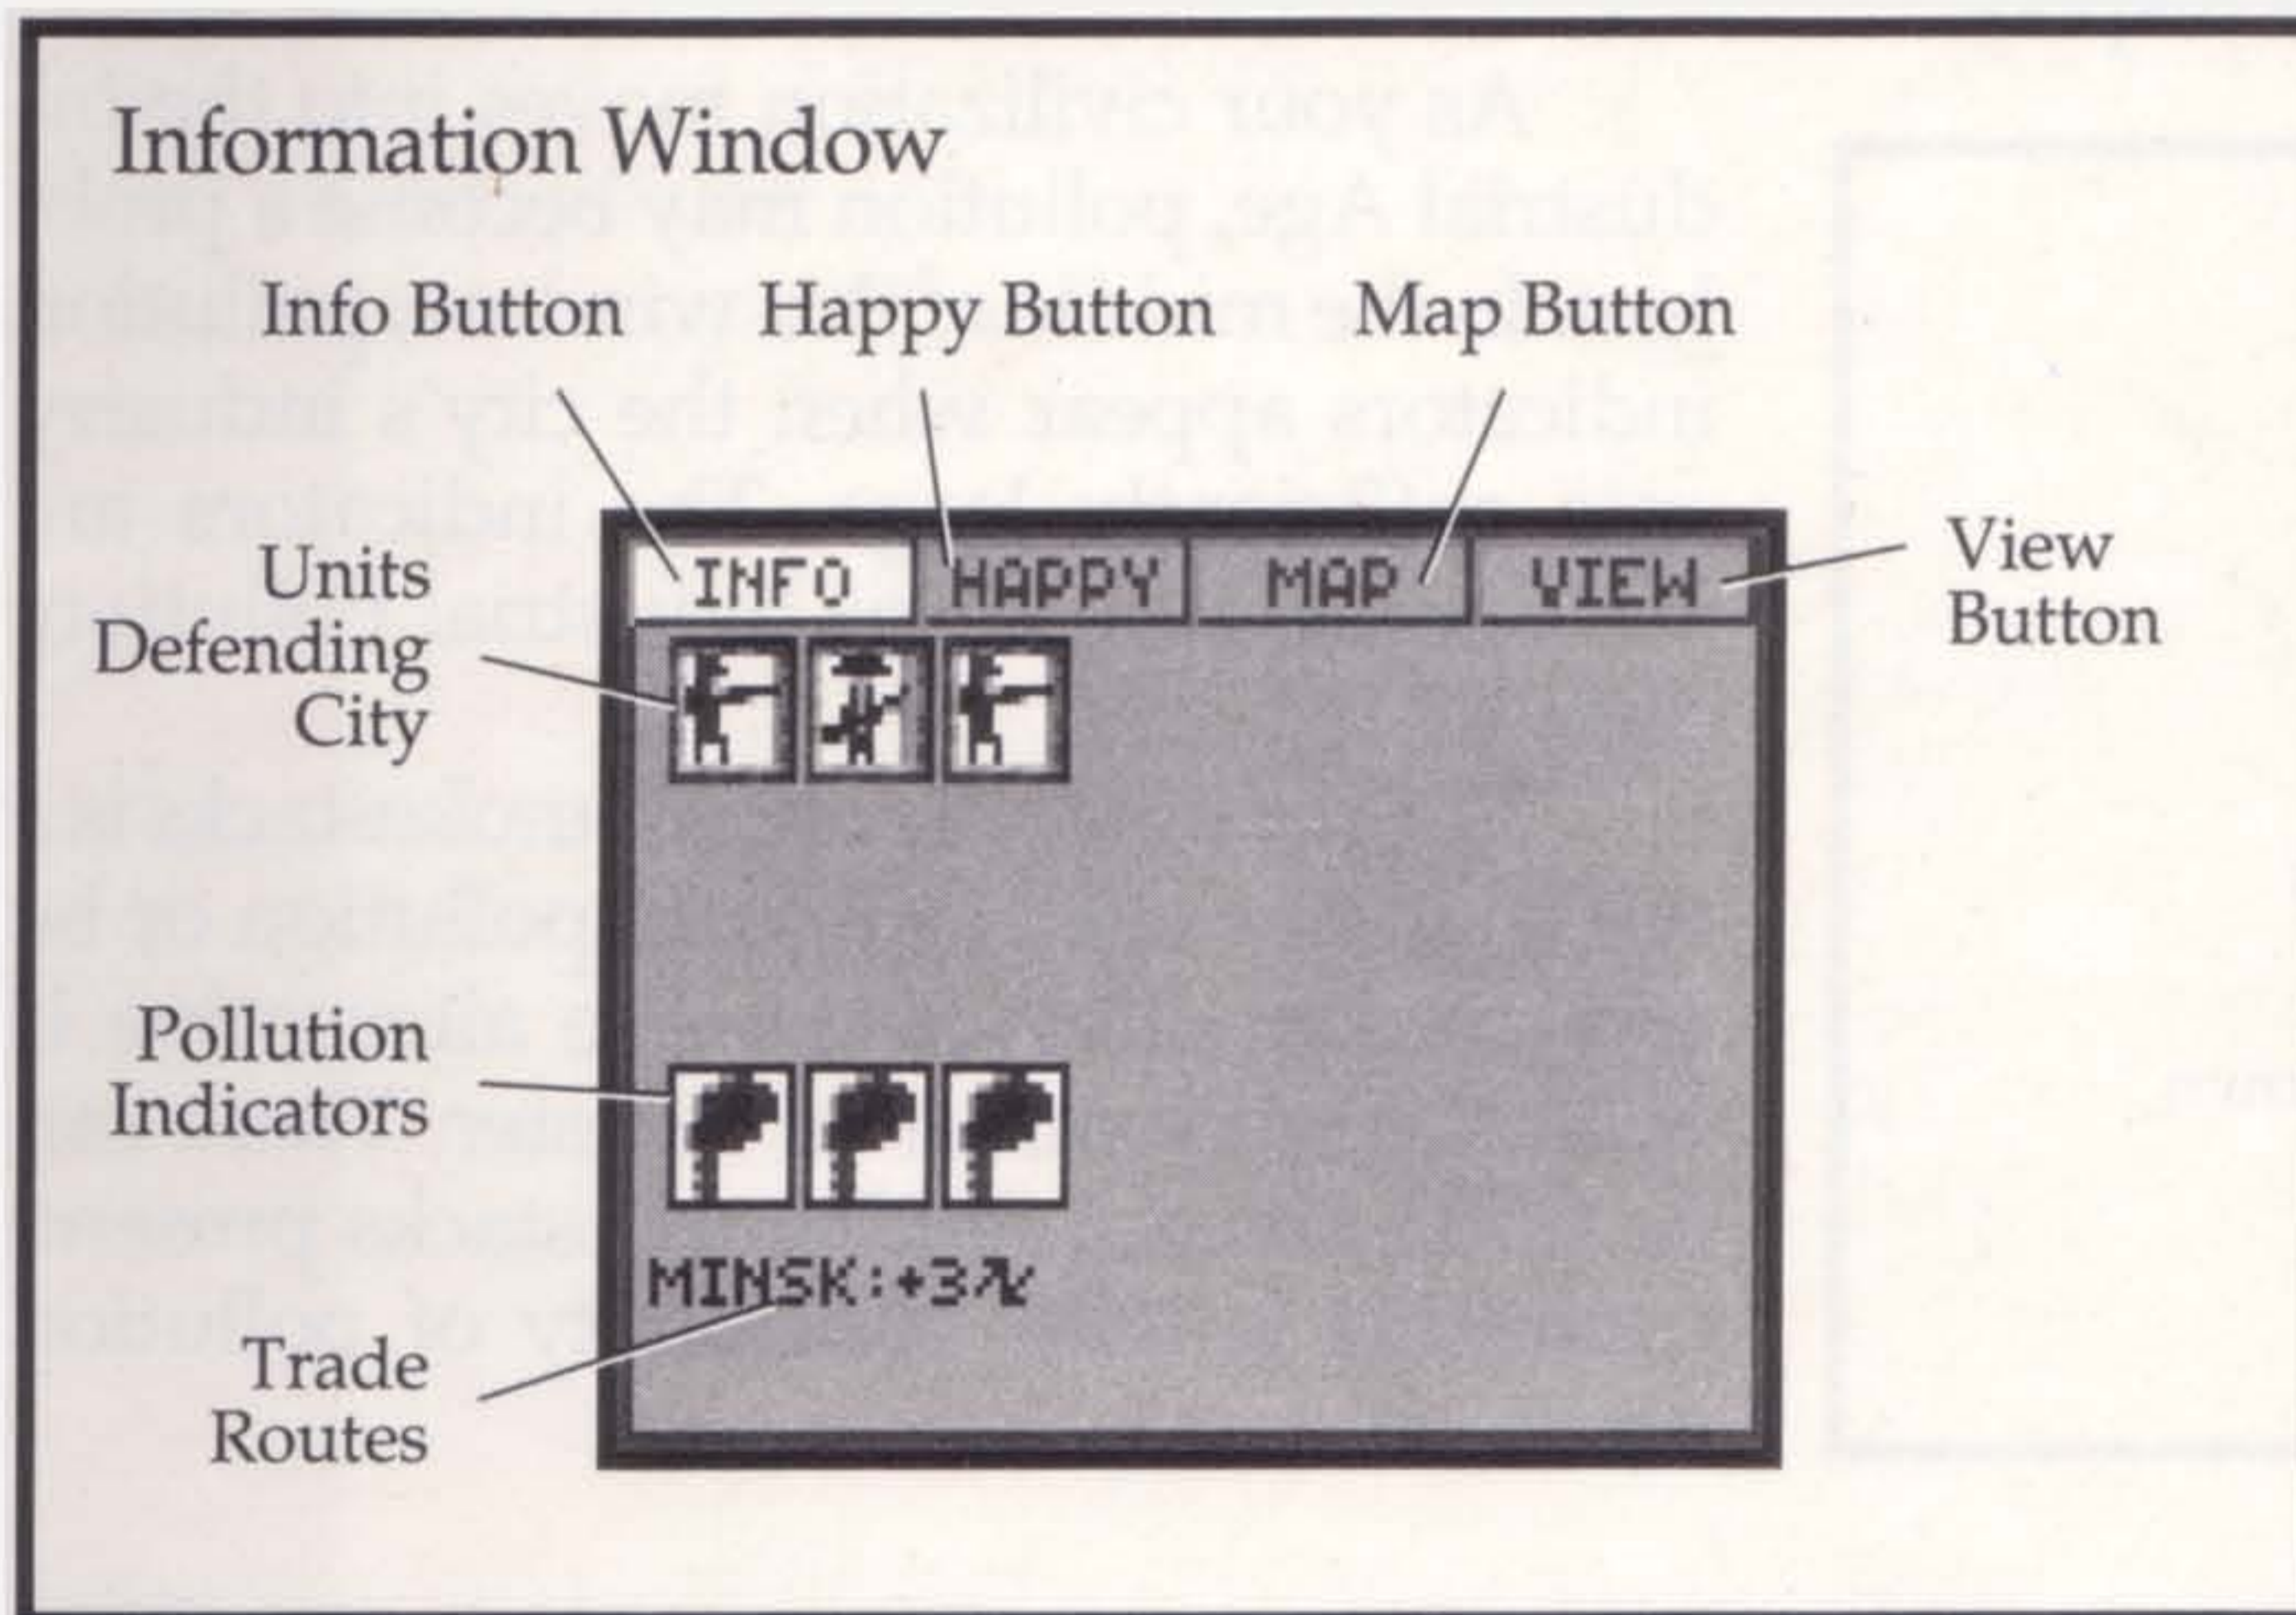 Information Window
Info Button
Happy Button
Map Button
Units
Defending
City
INFO
HAPPY
MAP
VIEW
View
Button
Pollution
Indicators
MINSK:+3
Trade
Routes